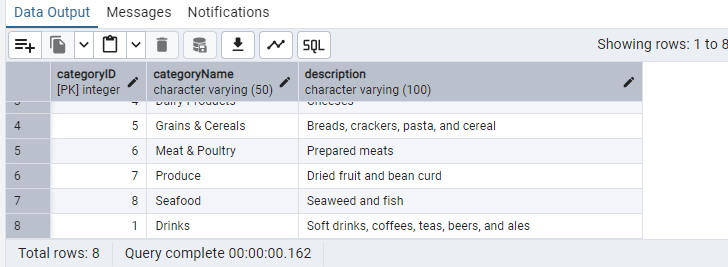 Data Output Messages Notifications
SQL Showing rows: 1 to 8
categoryID categoryName description
[PK] integer character varying (50) character varying (100)
3 4 Dairy Products Cheeses
4 5 Grains & Cereals Breads, crackers, pasta, and cereal
5 6 Meat & Poultry Prepared meats
6 7 Produce Dried fruit and bean curd
7 8 Seafood Seaweed and fish
8 1 Drinks Soft drinks, coffees, teas, beers, and ales
Total rows: 8 Query complete 00:00:00.162